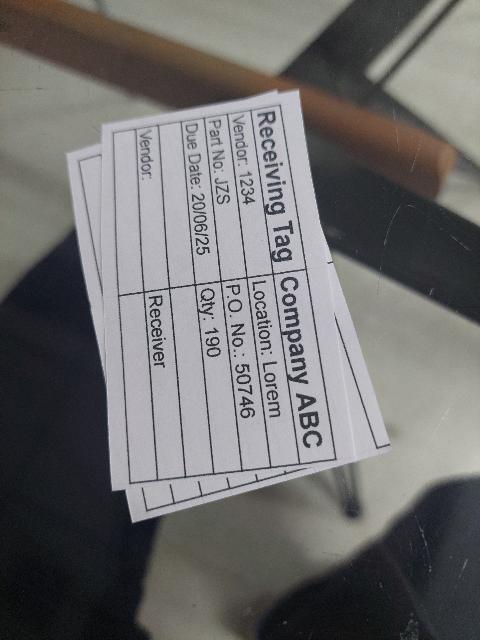 Receiving Tag Company ABC
Vendor: 1234 Location: Lorem
Part No: JZS P.O. No.: 50746
Due Date: 20/06/25 Qty: 190
Vendor: Receiver